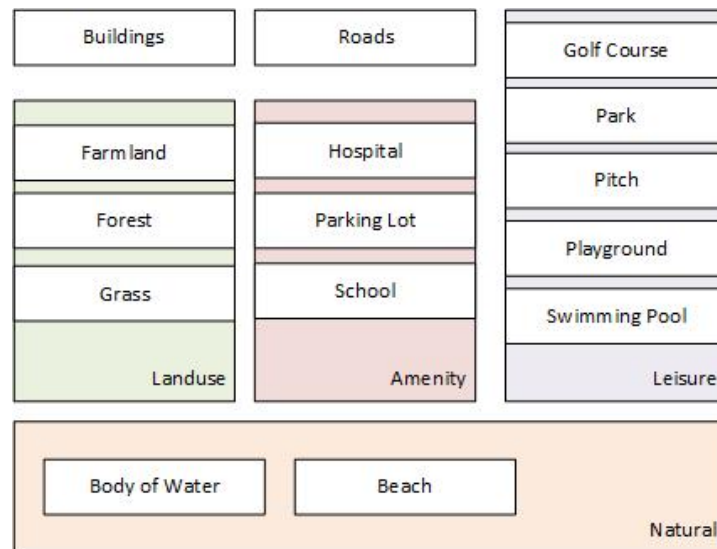 Buildings
Roads
Golf Course
Park
Pitch
Playground
Swimming Pool
Leisure
Farmland
Forest
Grass
Landuse
Hospital
Parking Lot
School
Amenity
Body of Water
Beach
Natural